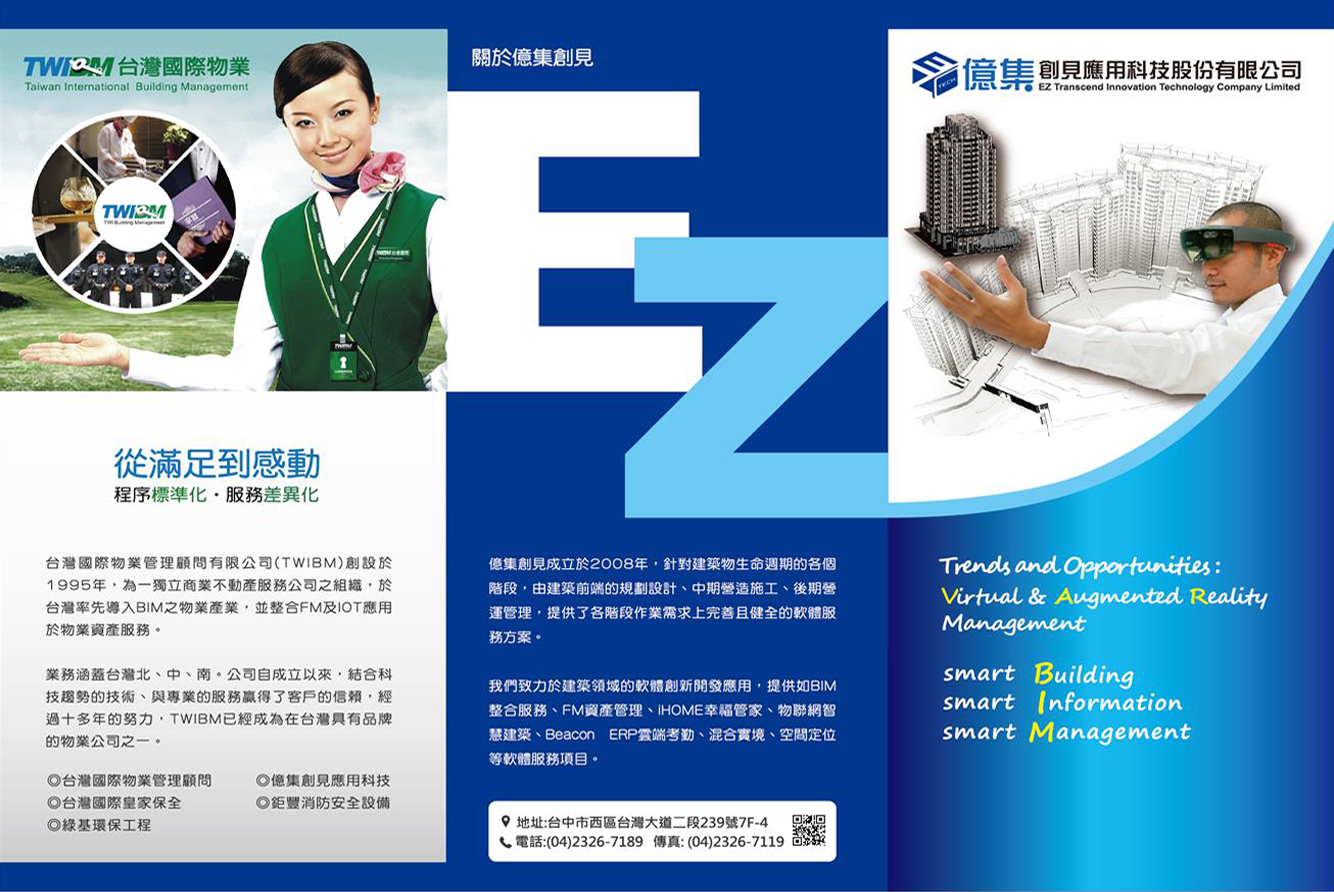 TWIBM 台灣國際物業
Taiwan International Building Management
TWIBM
TWIBM 台灣國際
TWIBM
從滿足到感動
程序標準化・服務差異化
台灣國際物業管理顧問有限公司(TWIBM)創設於
1995年，為一獨立商業不動產服務公司之組織，於
台灣率先導入BIM之物業產業，並整合FM及IOT應用
於物業資產服務。
業務涵蓋台灣北、中、南。公司自成立以來，結合科
技趨勢的技術、與專業的服務贏得了客戶的信賴，經
過十多年的努力，TWIBM已經成為在台灣具有品牌
的物業公司之一。
◎台灣國際物業管理顧問 ◎億集創見應用科技
◎台灣國際皇家保全 ◎鉅豐消防安全設備
◎綠基環保工程
關於億集創見
EZ
億集創見成立於2008年，針對建築物生命週期的各個
階段，由建築前端的規劃設計、中期營造施工、後期營
運管理，提供了各階段作業需求上完善且健全的軟體服
務方案。
我們致力於建築領域的軟體創新開發應用，提供如BIM
整合服務、FM資產管理、iHOME幸福管家、物聯網智
慧建築、Beacon ERP雲端考勤、混合實境、空間定位
等軟體服務項目。
地址:台中市西區台灣大道二段239號7F-4
電話:(04)2326-7189 傳真: (04)2326-7119
EZ TECH 億集 創見應用科技股份有限公司
EZ Transcend Innovation Technology Company Limited
Trends and Opportunities :
Virtual & Augmented Reality
Management
smart Building
smart Information
smart Management